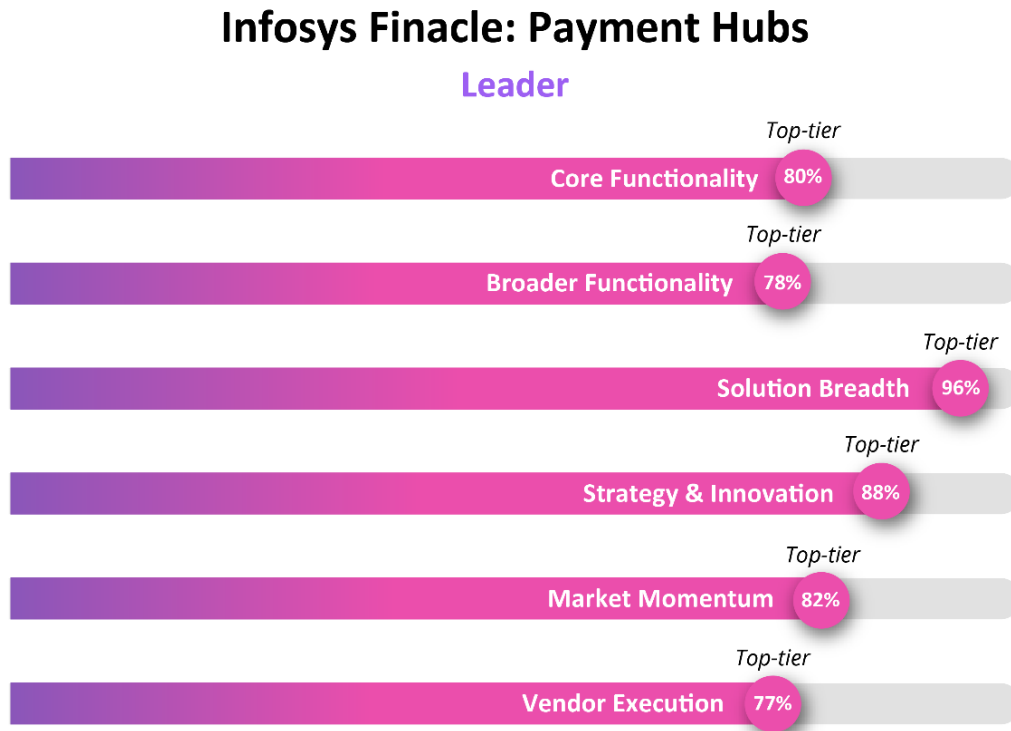 Infosys Finacle: Payment Hubs
Leader
Top-tier
Core Functionality 80%
Top-tier
Broader Functionality 78%
Top-tier
Solution Breadth 96%
Top-tier
Strategy & Innovation 88%
Top-tier
Market Momentum 82%
Top-tier
Vendor Execution 77%